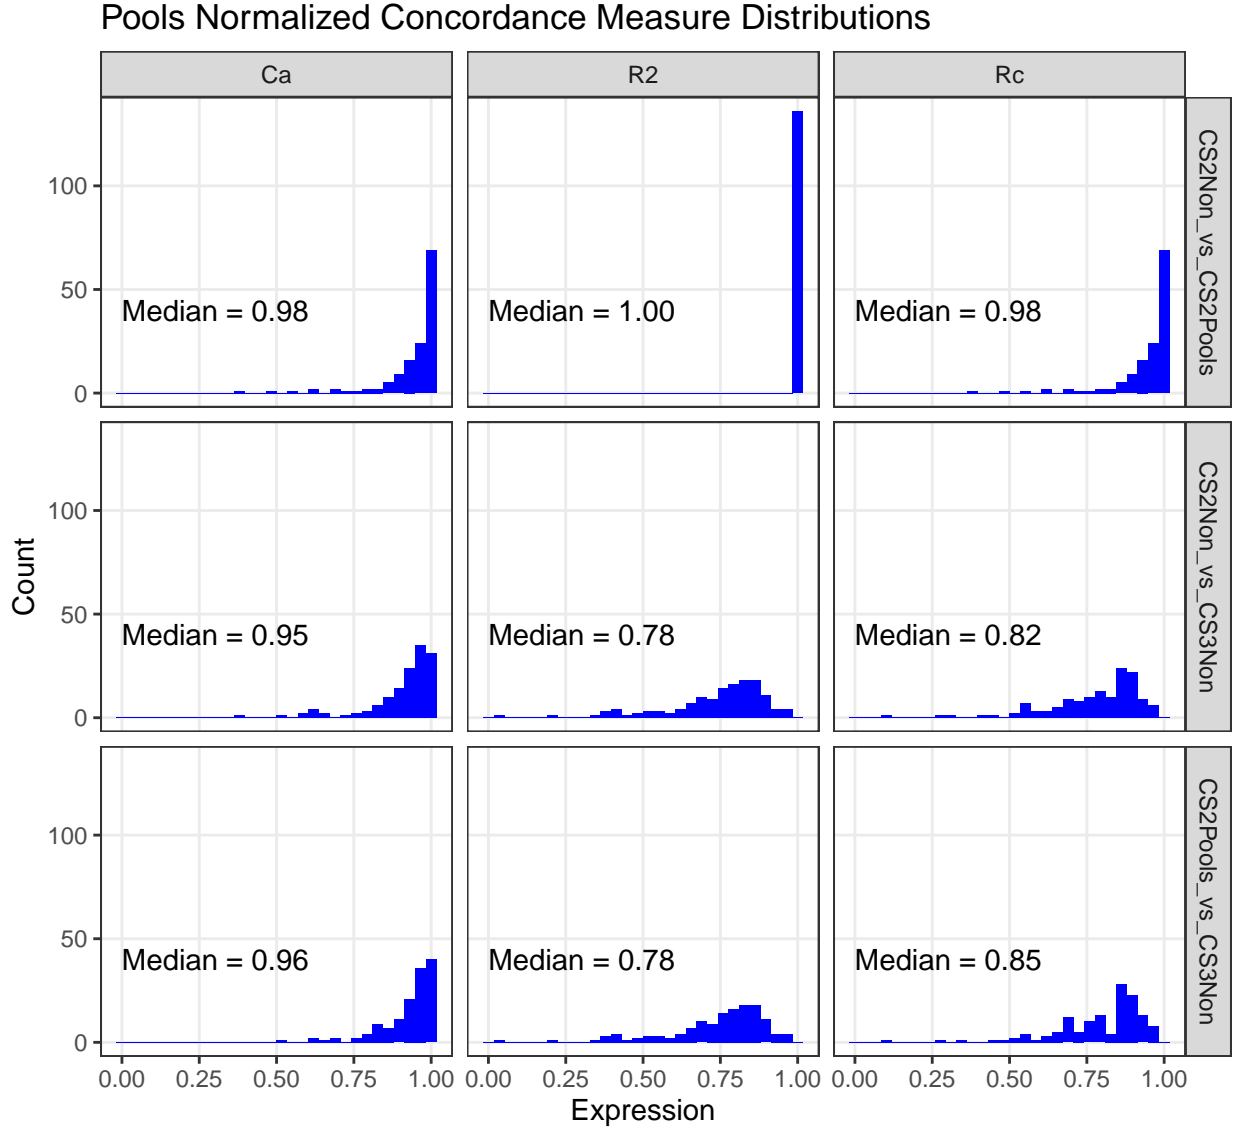 Pools Normalized Concordance Measure Distributions
Ca
R2
Rc
CS2Non_vs_CS2Pools
100
50
0
Median = 0.98
Median = 1.00
Median = 0.98
CS2Non_vs_CS3Non
100
50
0
Median = 0.95
Median = 0.78
Median = 0.82
CS2Pools_vs_CS3Non
100
50
0
Median = 0.96
Median = 0.78
Median = 0.85
Count
0.00 0.25 0.50 0.75 1.00
0.00 0.25 0.50 0.75 1.00
0.00 0.25 0.50 0.75 1.00
Expression